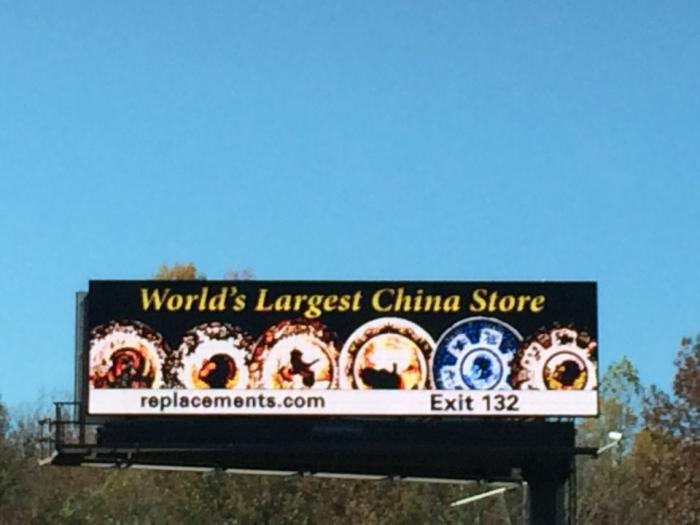 World's Largest China Store
replacements.com Exit 132